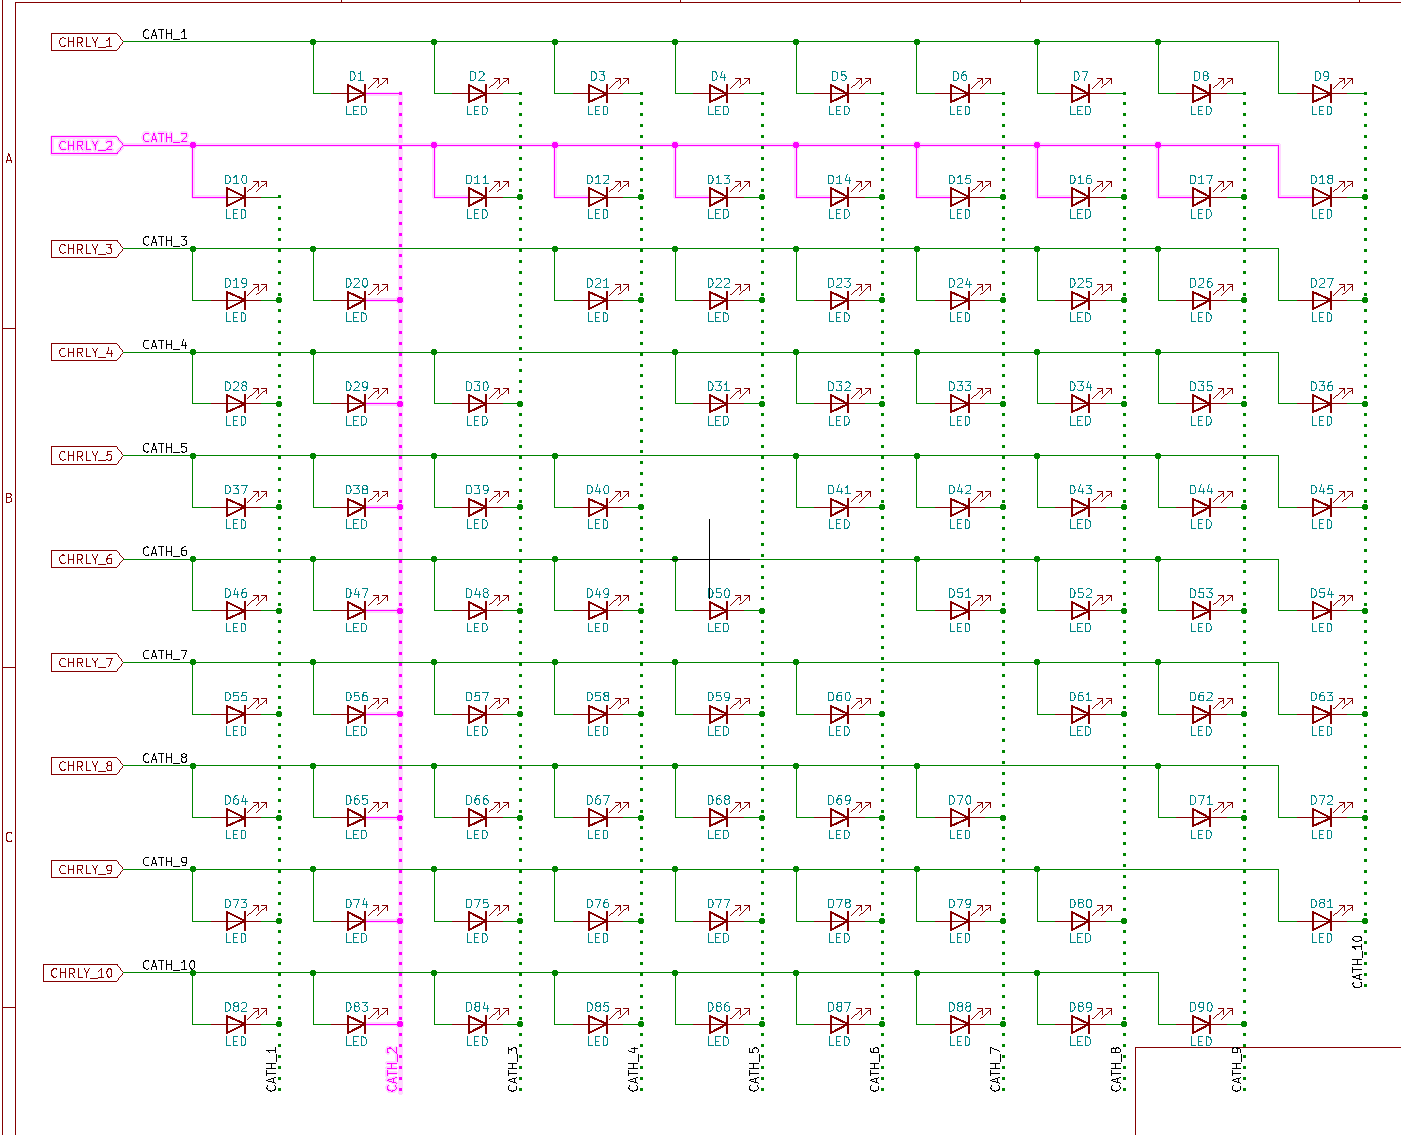 CHRLY_1 CATH_1
D1 D2 D3 D4 D5 D6 D7 D8 D9
LED LED LED LED LED LED LED LED LED
CHRLY_2 CATH_2
A
D10 D11 D12 D13 D14 D15 D16 D17 D18
LED LED LED LED LED LED LED LED LED
CHRLY_3 CATH_3
D19 D20 D21 D22 D23 D24 D25 D26 D27
LED LED LED LED LED LED LED LED LED
CHRLY_4 CATH_4
D28 D29 D30 D31 D32 D33 D34 D35 D36
LED LED LED LED LED LED LED LED LED
CHRLY_5 CATH_5
D37 D38 D39 D40 D41 D42 D43 D44 D45
B
LED LED LED LED LED LED LED LED LED
CHRLY_6 CATH_6
D46 D47 D48 D49 D50 D51 D52 D53 D54
LED LED LED LED LED LED LED LED LED
CHRLY_7 CATH_7
D55 D56 D57 D58 D59 D60 D61 D62 D63
LED LED LED LED LED LED LED LED LED
CHRLY_8 CATH_8
D64 D65 D66 D67 D68 D69 D70 D71 D72
LED LED LED LED LED LED LED LED LED
C
CHRLY_9 CATH_9
D73 D74 D75 D76 D77 D78 D79 D80 D81
LED LED LED LED LED LED LED LED LED
CATH_10
CHRLY_10 CATH_10
D82 D83 D84 D85 D86 D87 D88 D89 D90
LED LED LED LED LED LED LED LED LED
CATH_1 CATH_2 CATH_3 CATH_4 CATH_5 CATH_6 CATH_7 CATH_8 CATH_9